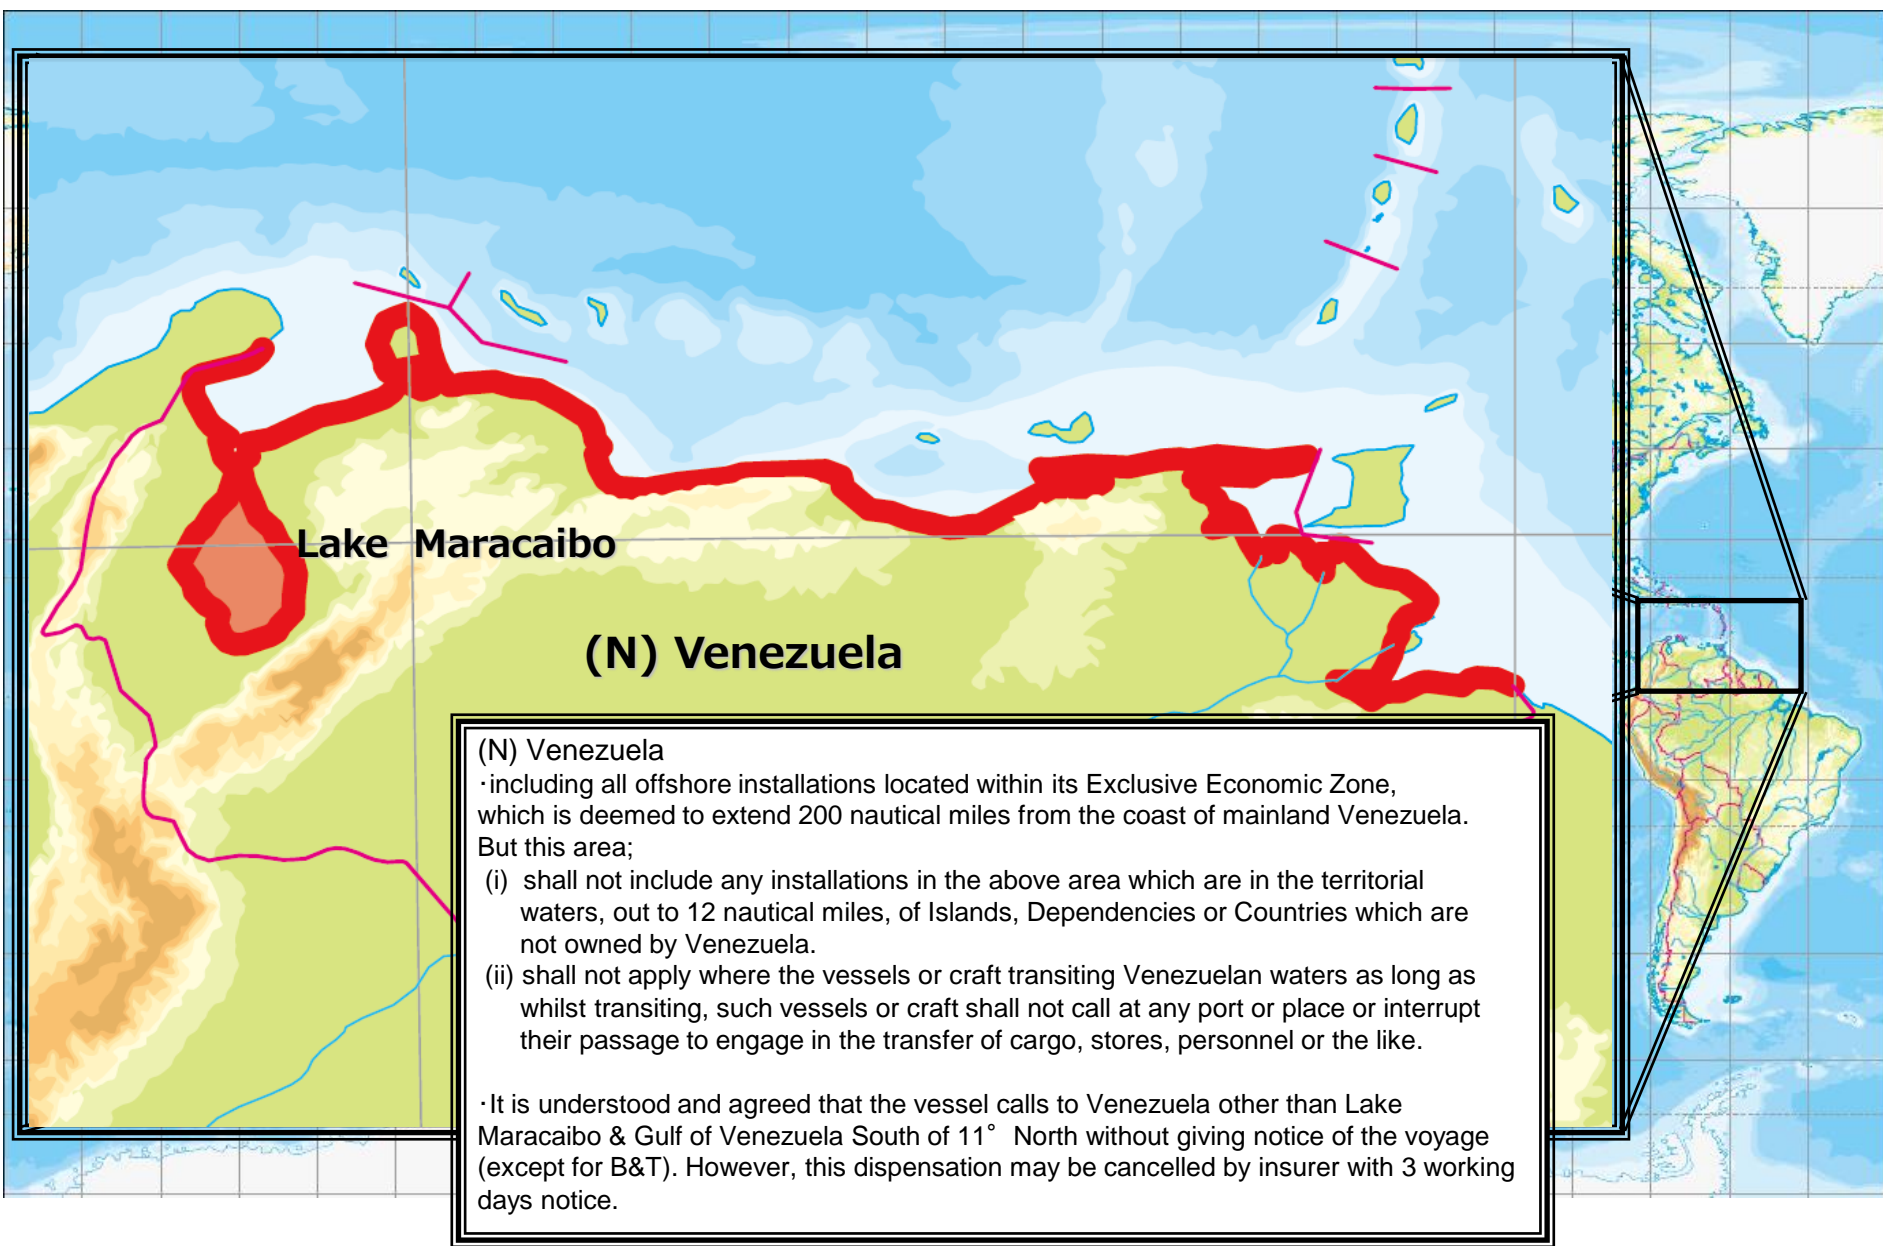 Lake Maracaibo
(N) Venezuela
(N) Venezuela
･including all offshore installations located within its Exclusive Economic Zone,
which is deemed to extend 200 nautical miles from the coast of mainland Venezuela.
But this area;
(i) shall not include any installations in the above area which are in the territorial
waters, out to 12 nautical miles, of Islands, Dependencies or Countries which are
not owned by Venezuela.
(ii) shall not apply where the vessels or craft transiting Venezuelan waters as long as
whilst transiting, such vessels or craft shall not call at any port or place or interrupt
their passage to engage in the transfer of cargo, stores, personnel or the like.
･It is understood and agreed that the vessel calls to Venezuela other than Lake
Maracaibo & Gulf of Venezuela South of 11° North without giving notice of the voyage
(except for B&T). However, this dispensation may be cancelled by insurer with 3 working
days notice.